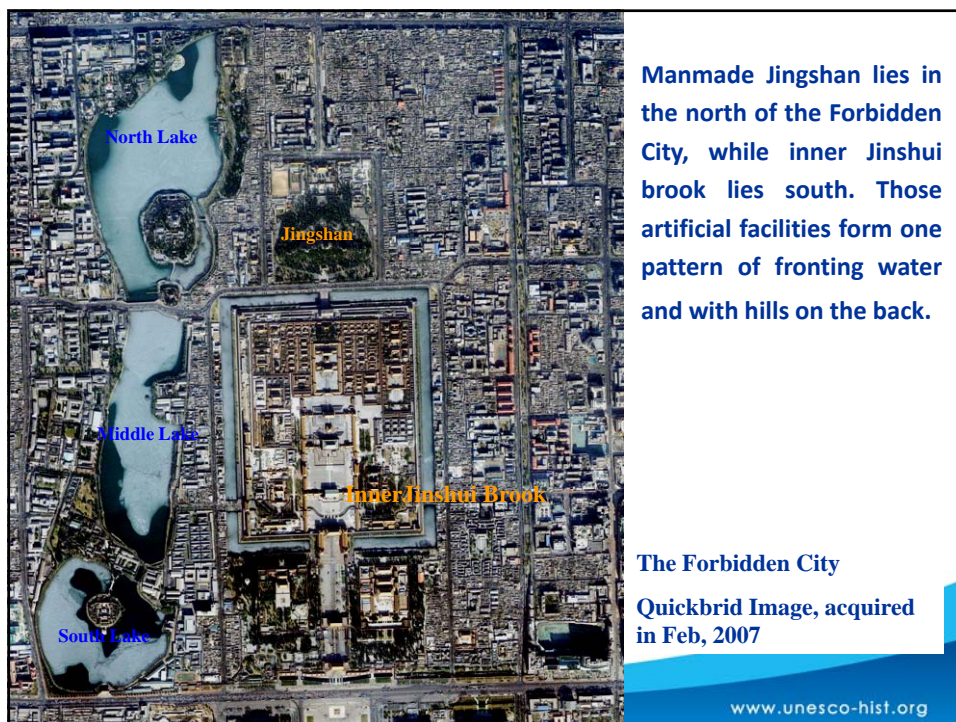 North Lake
Jingshan
Middle Lake
InnerJinshui Brook
South Lake
Manmade Jingshan lies in
the north of the Forbidden
City, while inner Jinshui
brook lies south. Those
artificial facilities form one
pattern of fronting water
and with hills on the back.
The Forbidden City
Quickbrid Image, acquired
in Feb, 2007
www.unesco-hist.org